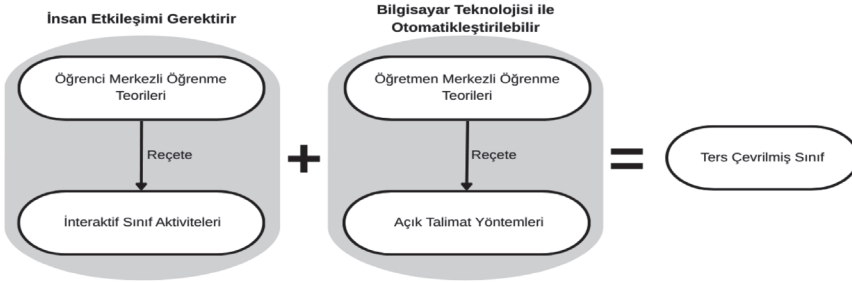 İnsan Etkileşimi Gerektirir
Öğrenci Merkezli Öğrenme
Teorileri
Reçete
İnteraktif Sınıf Aktiviteleri
+
Bilgisayar Teknolojisi ile
Otomatikleştirilebilir
Öğretmen Merkezli Öğrenme
Teorileri
Reçete
Açık Talimat Yöntemleri
=
Ters Çevrilmiş Sınıf